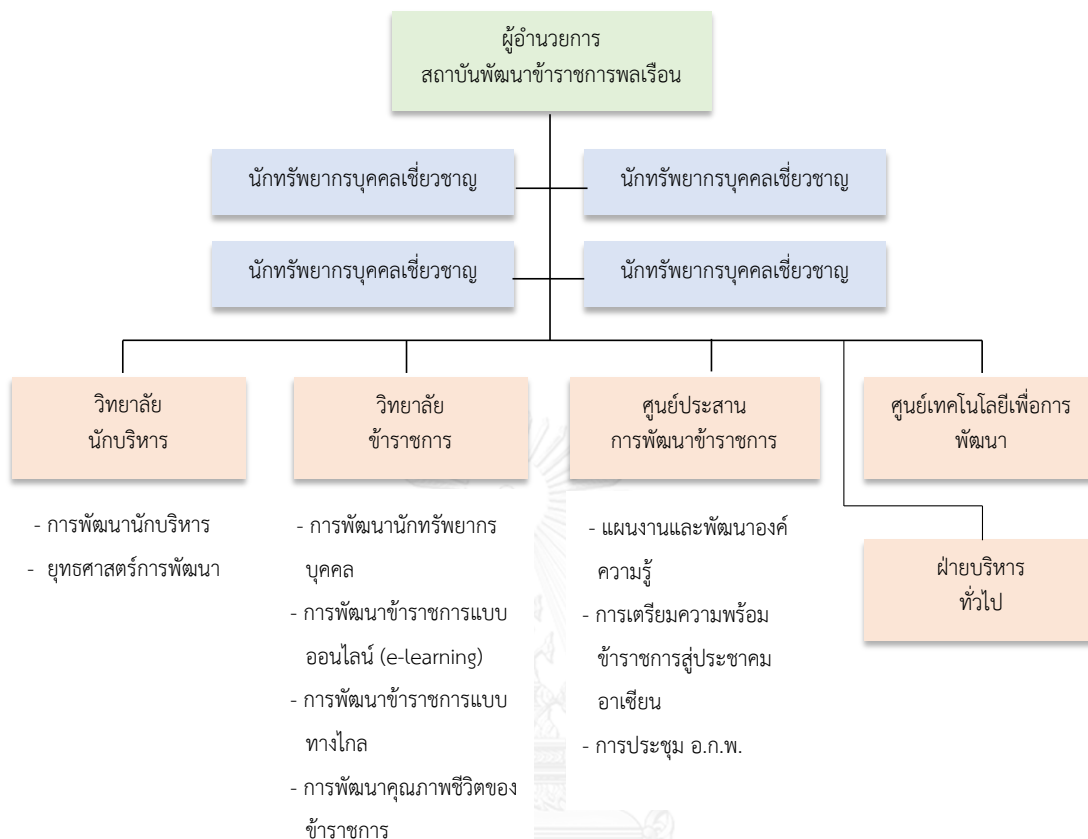 ผู้อำนวยการ
สถาบันพัฒนาข้าราชการพลเรือน
นักทรัพยากรบุคคลเชี่ยวชาญ
นักทรัพยากรบุคคลเชี่ยวชาญ
นักทรัพยากรบุคคลเชี่ยวชาญ
นักทรัพยากรบุคคลเชี่ยวชาญ
วิทยาลัย
นักบริหาร
- การพัฒนานักบริหาร
- ยุทธศาสตร์การพัฒนา
วิทยาลัย
ข้าราชการ
- การพัฒนานักทรัพยากร
บุคคล
- การพัฒนาข้าราชการแบบ
ออนไลน์ (e-learning)
- การพัฒนาข้าราชการแบบ
ทางไกล
- การพัฒนาคุณภาพชีวิตของ
ข้าราชการ
ศูนย์ประสาน
การพัฒนาข้าราชการ
- แผนงานและพัฒนาองค์
ความรู้
- การเตรียมความพร้อม
ข้าราชการสู่ประชาคม
อาเซียน
- การประชุม อ.ก.พ.
ศูนย์เทคโนโลยีเพื่อการ
พัฒนา
ฝ่ายบริหาร
ทั่วไป